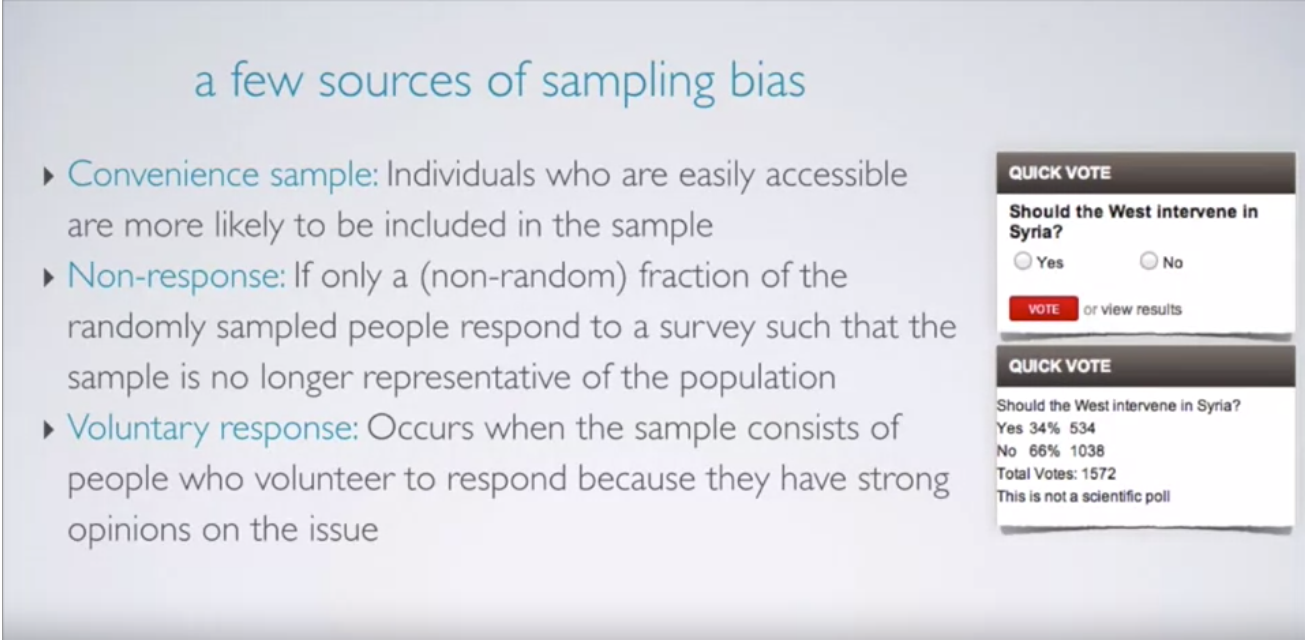 a few sources of sampling bias
Convenience sample: Individuals who are easily accessible
are more likely to be included in the sample
Non-response: If only a (non-random) fraction of the
randomly sampled people respond to a survey such that the
sample is no longer representative of the population
Voluntary response: Occurs when the sample consists of
people who volunteer to respond because they have strong
opinions on the issue
QUICK VOTE
Should the West intervene in
Syria?
Yes No
VOTE or view results
QUICK VOTE
Should the West intervene in Syria?
Yes 34% 534
No 66% 1038
Total Votes: 1572
This is not a scientific poll